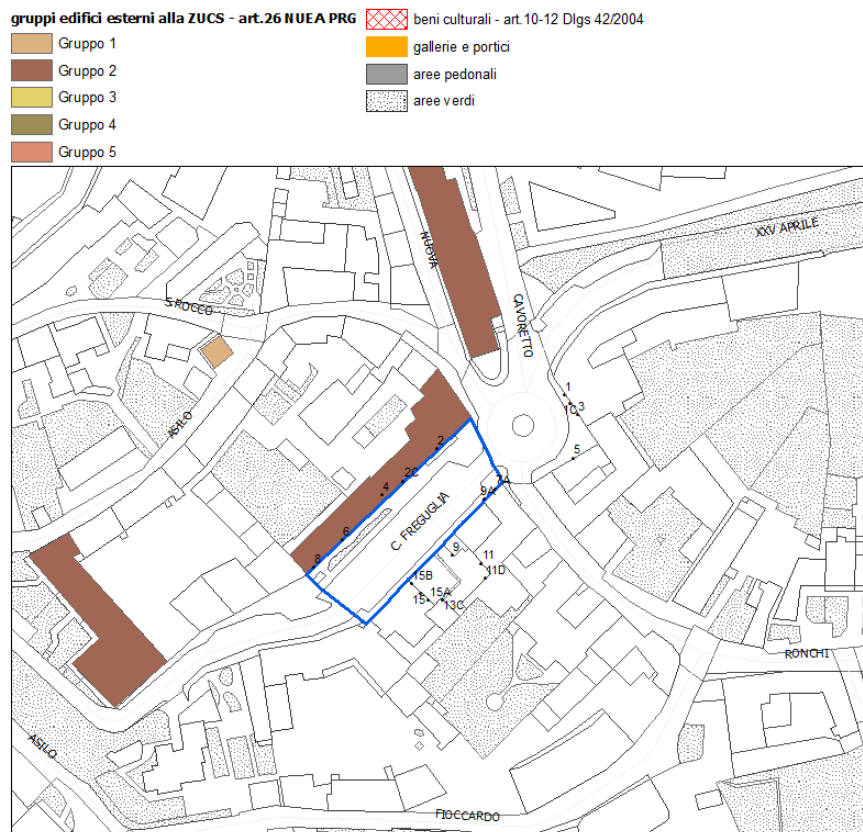 gruppi edifici esterni alla ZUCS - art.26 NUEA PRG
Gruppo 1
Gruppo 2
Gruppo 3
Gruppo 4
Gruppo 5
beni culturali - art.10-12 Dlgs 42/2004
gallerie e portici
aree pedonali
aree verdi
NUOVA
XXV APRILE
CAVORETTO
S.ROCCO
ASILO
1
1C
3
2
5
2C
7A
4
9A
C. FREGUGLIA
6
9
11
8
11D
15B
15A
15
13C
RONCHI
ASILO
FIOCCARDO